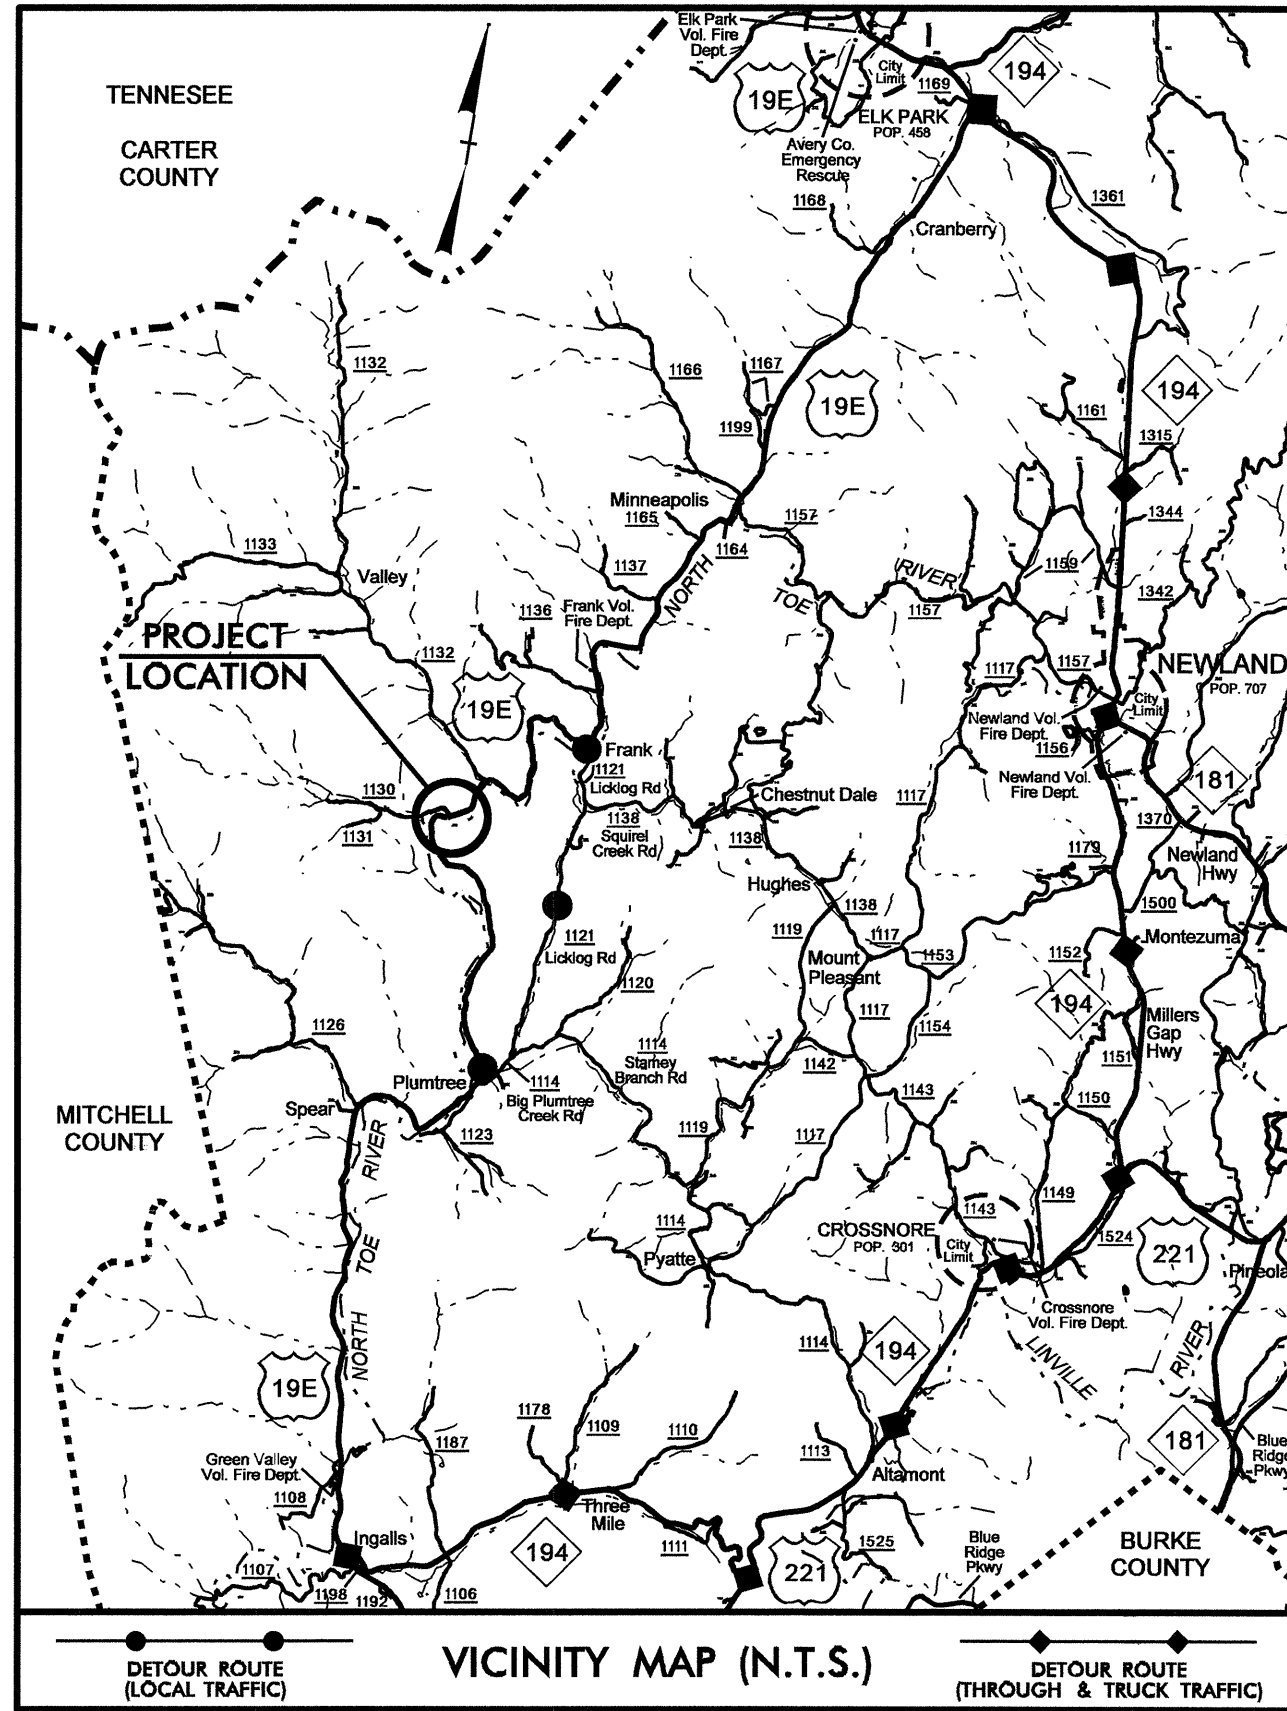 Elk Park
Vol. Fire
Dept.
City
Limit
1169
194
TENNESEE
19E
ELK PARK
POP. 458
CARTER
COUNTY
Avery Co.
Emergency
Rescue
1168
1361
Cranberry
1132
1166
1167
19E
194
1161
1199
1315
Minneapolis
1165
1157
1344
1164
1133
1137
1159
Valley
NORTH
TOE
RIVER
1157
1342
1136
Frank Vol.
Fire Dept.
PROJECT
LOCATION
1132
1117
1157
NEWLAND
POP. 707
19E
City
Limit
Newland Vol.
Fire Dept.
1156
Frank
1121
Licklog Rd
Newland Vol.
Fire Dept.
181
1130
Chestnut Dale
1117
1131
1138
Squirel
Creek Rd
1138
1370
1179
Newland
Hwy
Hughes
1138
1500
1121
Licklog Rd
1119
1117
Montezuma
Mount
Pleasant
1153
1152
1120
194
1117
1154
Millers
Gap
Hwy
1126
1114
Stamey
Branch Rd
1142
1151
Plumtree
1114
Big Plumtree
Creek Rd
1143
1150
Spear
MITCHELL
COUNTY
RIVER
1123
1119
1117
1149
1143
1114
CROSSNORE
POP. 301
City
Limit
1524
221
TOE
Pyatte
Pineola
Crossnore
Vol. Fire Dept.
NORTH
1114
194
LINVILLE
RIVER
19E
1178
1109
1110
1187
1113
181
Blue
Ridge
Pkwy
Green Valley
Vol. Fire Dept.
1108
Altamont
Three
Mile
Ingalls
194
1111
1525
Blue
Ridge
Pkwy
BURKE
COUNTY
221
1107
1198
1192
1106
DETOUR ROUTE
(LOCAL TRAFFIC)
VICINITY MAP (N.T.S.)
DETOUR ROUTE
(THROUGH & TRUCK TRAFFIC)